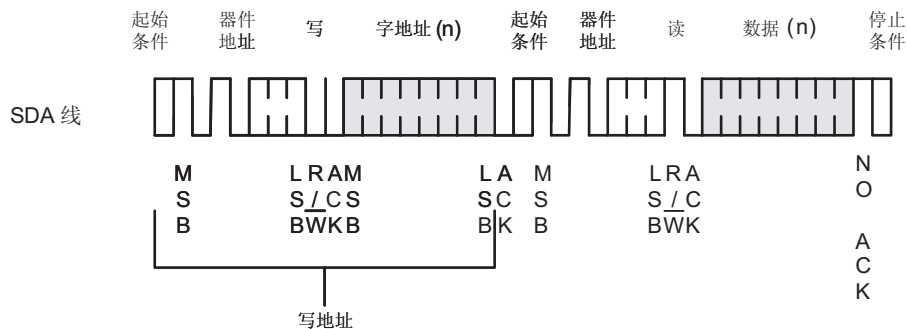 起始 器件 写 字地址 (n) 起始 器件 读 数据 (n) 停止
条件 地址 条件 地址 条件
SDA 线
M L R A M L A M L R A N
S S / C S S C S S / C O
B B W K B B K B B W K
A
C
K
写地址